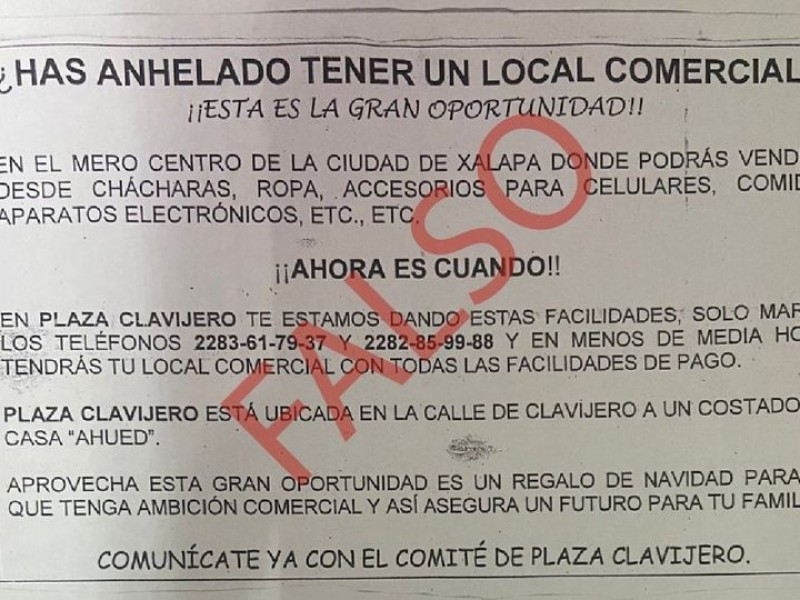 ¿HAS ANHELADO TENER UN LOCAL COMERCIAL
¡¡ESTA ES LA GRAN OPORTUNIDAD!!
EN EL MERO CENTRO DE LA CIUDAD DE XALAPA DONDE PODRÁS VEND
DESDE CHÁCHARAS, ROPA, ACCESORIOS PARA CELULARES, COMID
APARATOS ELECTRÓNICOS, ETC., ETC.
¡¡AHORA ES CUANDO!!
EN PLAZA CLAVIJERO TE ESTAMOS DANDO ESTAS FACILIDADES, SOLO MAR
LOS TELÉFONOS 2283-61-79-37 Y 2282-85-99-88 Y EN MENOS DE MEDIA HO
TENDRÁS TU LOCAL COMERCIAL CON TODAS LAS FACILIDADES DE PAGO.
PLAZA CLAVIJERO ESTÁ UBICADA EN LA CALLE DE CLAVIJERO A UN COSTADO
CASA “AHUED”.
APROVECHA ESTA GRAN OPORTUNIDAD ES UN REGALO DE NAVIDAD PARA
QUE TENGA AMBICIÓN COMERCIAL Y ASÍ ASEGURA UN FUTURO PARA TU FAMIL
COMUNÍCATE YA CON EL COMITÉ DE PLAZA CLAVIJERO.
FALSO